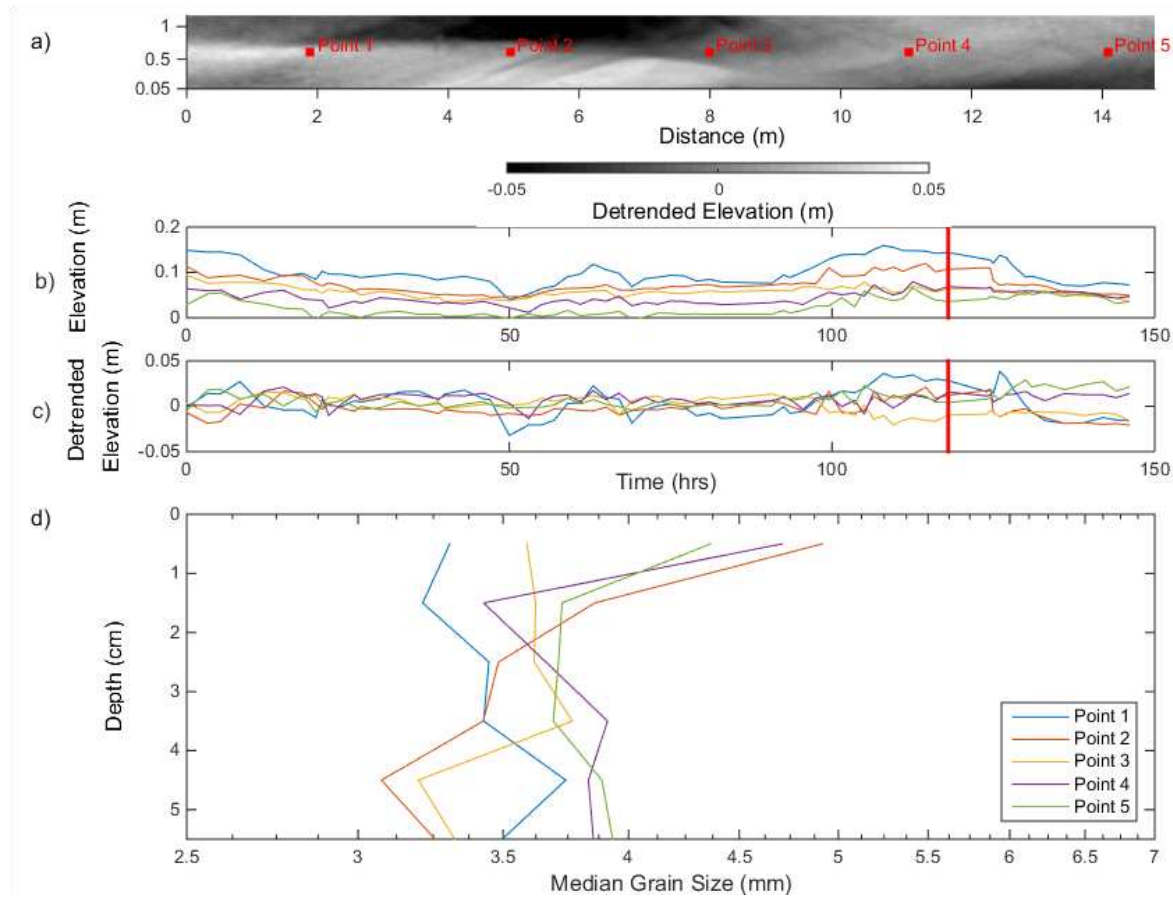 a)
1
0.5
0.05
Point 1
Point 2
Point 3
Point 4
Point 5
0 2 4 6 8 10 12 14
Distance (m)
-0.05 0 0.05
Detrended Elevation (m)
b)
Elevation (m)
0.2
0.1
0
0 50 100 150
c)
Detrended
Elevation (m)
0.05
0
-0.05
0 50 100 150
Time (hrs)
d)
Depth (cm)
0
1
2
3
4
5
2.5 3 3.5 4 4.5 5 5.5 6 6.5 7
Median Grain Size (mm)
Point 1
Point 2
Point 3
Point 4
Point 5